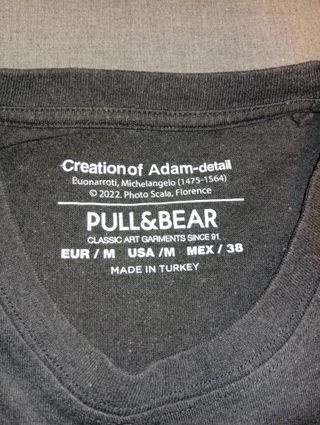 Creation of Adam-detail
Buonarroti, Michelangelo (1475-1564)
© 2022. Photo Scala, Florence
PULL&BEAR
CLASSIC ART GARMENTS SINCE 91
EUR / M USA /M MEX / 38
MADE IN TURKEY